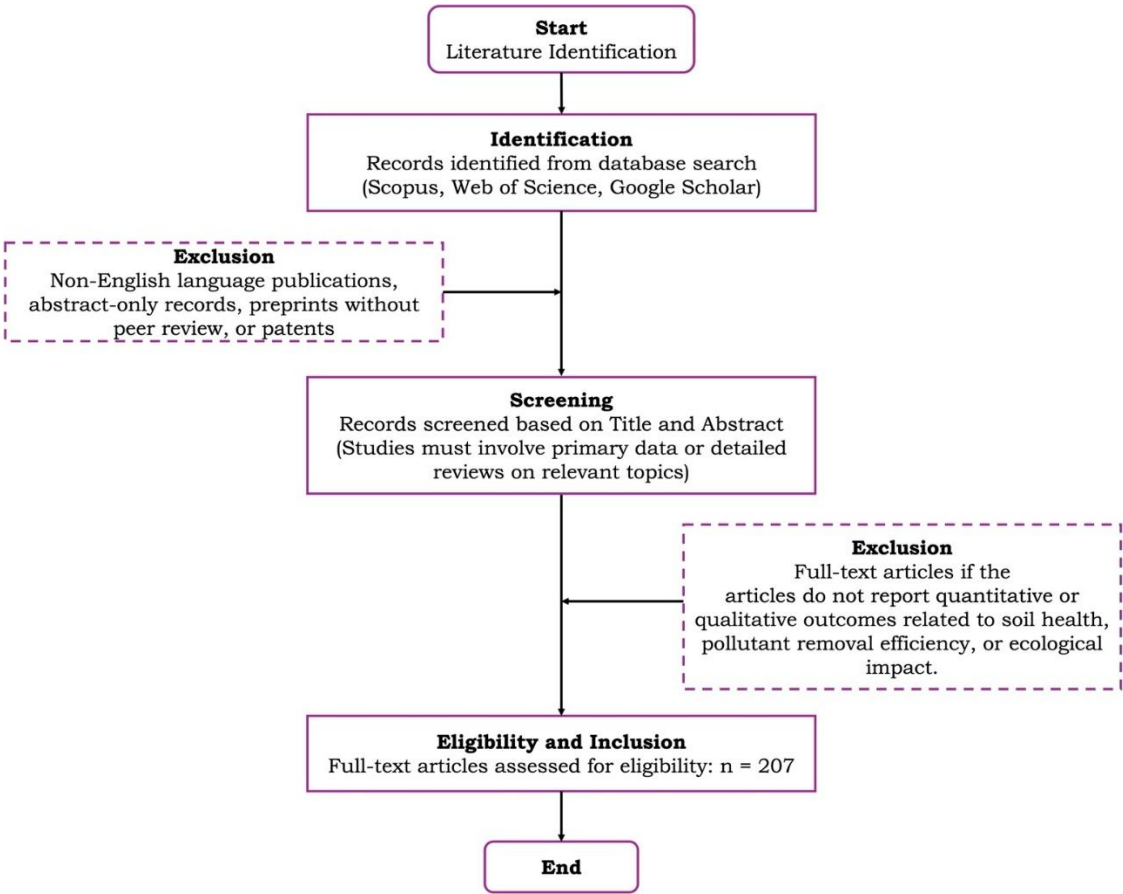 Start
Literature Identification
Identification
Records identified from database search
(Scopus, Web of Science, Google Scholar)
Exclusion
Non-English language publications,
abstract-only records, preprints without
peer review, or patents
Screening
Records screened based on Title and Abstract
(Studies must involve primary data or detailed
reviews on relevant topics)
Exclusion
Full-text articles if the
articles do not report quantitative or
qualitative outcomes related to soil health,
pollutant removal efficiency, or ecological
impact.
Eligibility and Inclusion
Full-text articles assessed for eligibility: n = 207
End